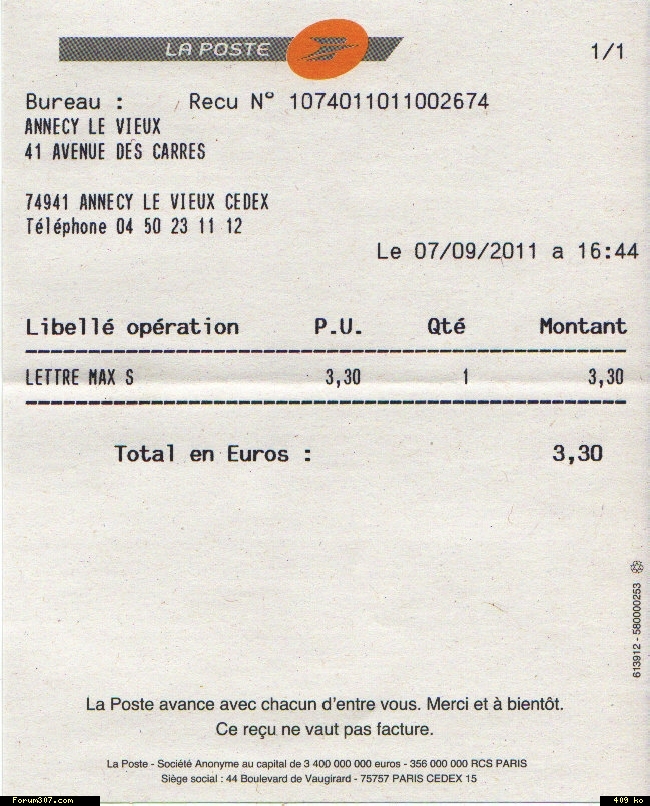 LA POSTE
1/1
Bureau : Recu N° 1074011011002674
ANNECY LE VIEUX
41 AVENUE DES CARRES
74941 ANNECY LE VIEUX CEDEX
Téléphone 04 50 23 11 12
Le 07/09/2011 a 16:44
Libellé opération P.U. Qté Montant
LETTRE MAX S 3,30 1 3,30
Total en Euros : 3,30
613912 - 580000253
La Poste avance avec chacun d'entre vous. Merci et à bientôt.
Ce reçu ne vaut pas facture.
La Poste - Société Anonyme au capital de 3 400 000 000 euros - 356 000 000 RCS PARIS
Siège social : 44 Boulevard de Vaugirard - 75757 PARIS CEDEX 15
Forum307.com 409 ko